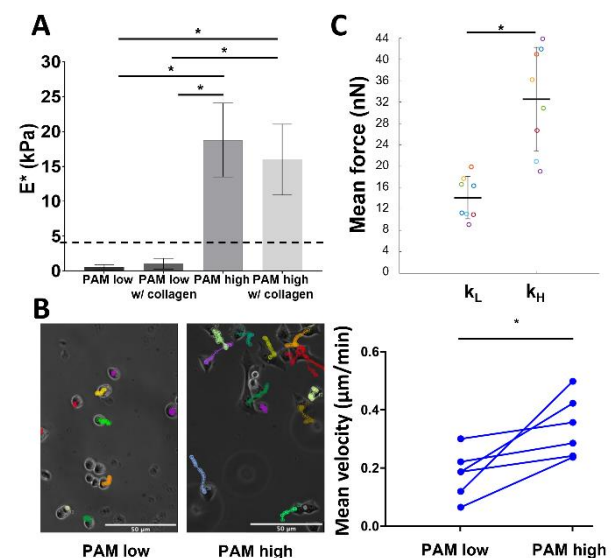 A
*
*
*
*
E* (kPa)
30
25
20
15
10
5
0
PAM low
PAM low
w/ collagen
PAM high
PAM high
w/ collagen
C
*
Mean force (nN)
44
40
36
32
28
24
20
16
12
8
4
0
kL
kH
B
50 μm
50 μm
PAM low
PAM high
*
Mean velocity (μm/min)
0.6
0.4
0.2
0.0
PAM low
PAM high